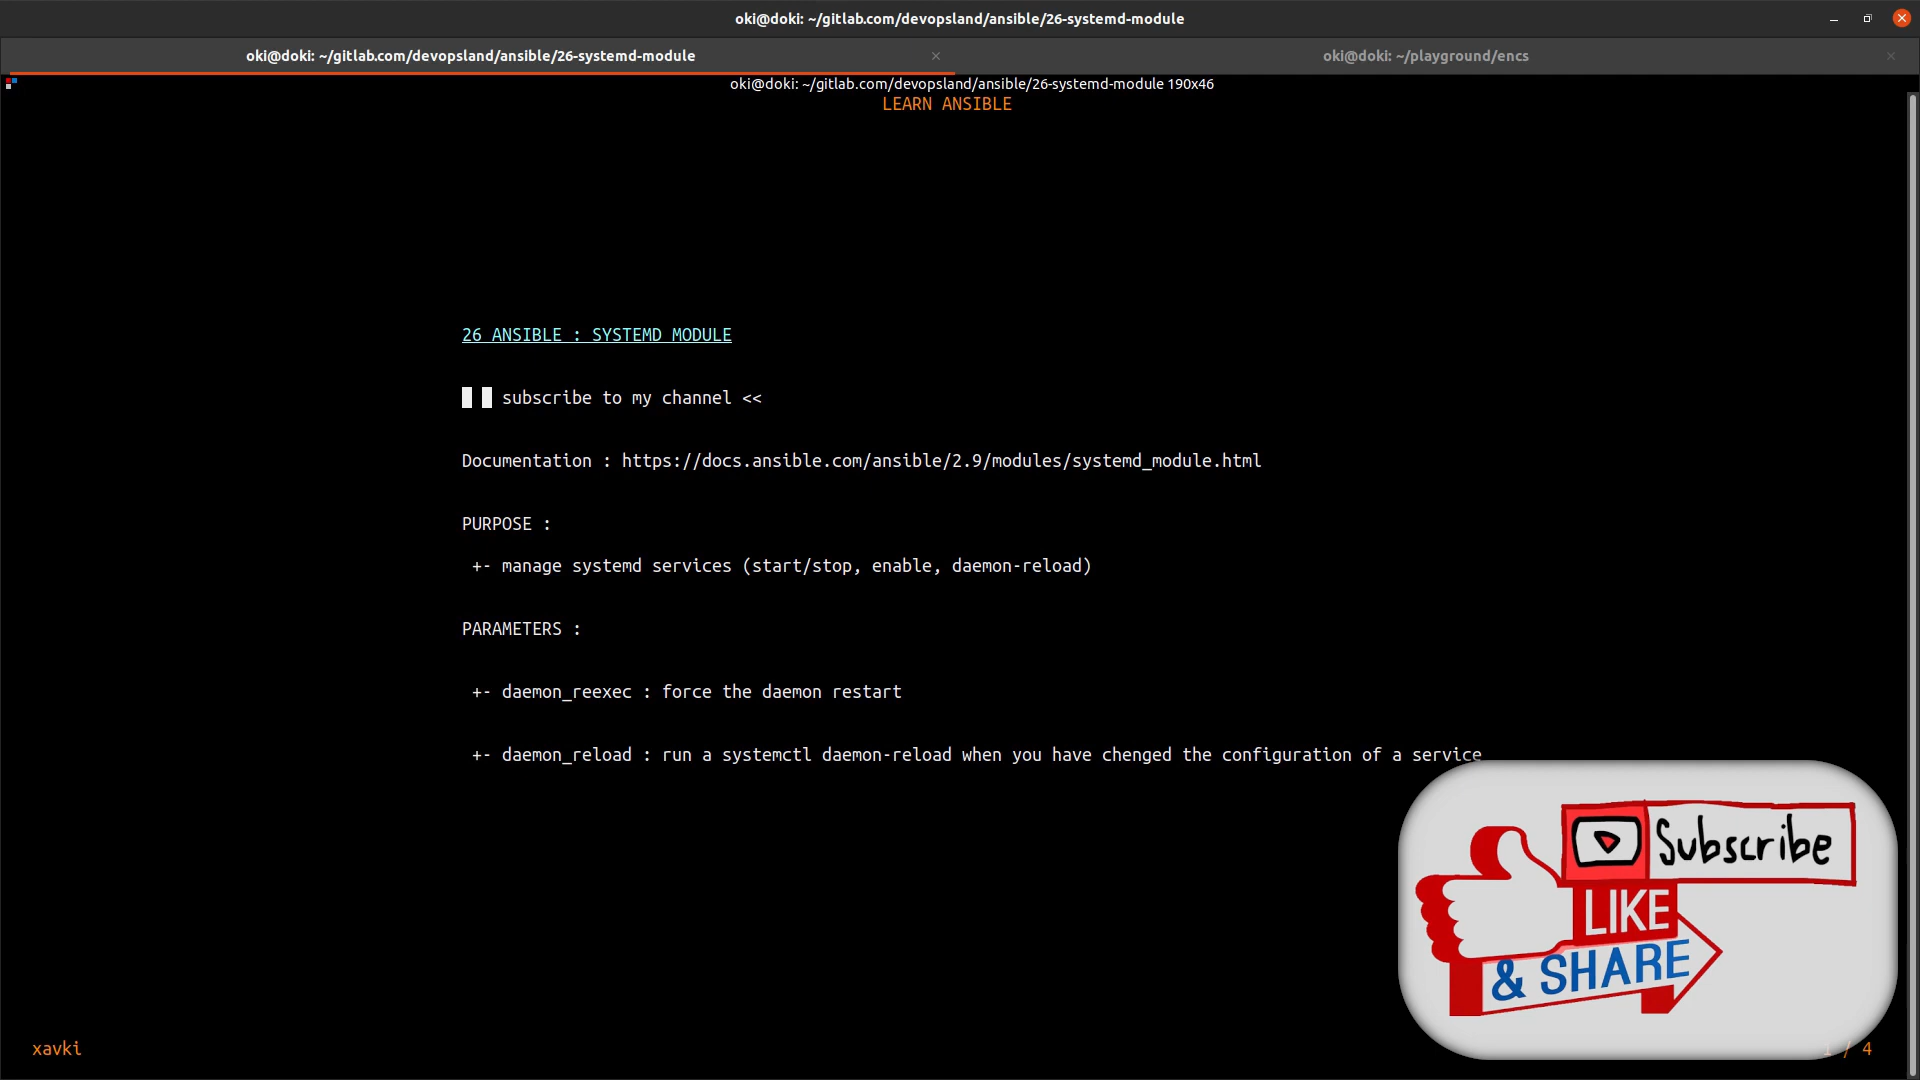 oki@doki: ~/gitlab.com/devopsland/ansible/26-systemd-module
oki@doki: ~/gitlab.com/devopsland/ansible/26-systemd-module
oki@doki: ~/playground/encs
oki@doki: ~/gitlab.com/devopsland/ansible/26-systemd-module 190x46
LEARN ANSIBLE
26 ANSIBLE : SYSTEMD MODULE
subscribe to my channel <<
Documentation : https://docs.ansible.com/ansible/2.9/modules/systemd_module.html
PURPOSE :
+- manage systemd services (start/stop, enable, daemon-reload)
PARAMETERS :
+- daemon_reexec : force the daemon restart
+- daemon_reload : run a systemctl daemon-reload when you have chenged the configuration of a service
Subscribe
LIKE
& SHARE
xavki
1 / 4